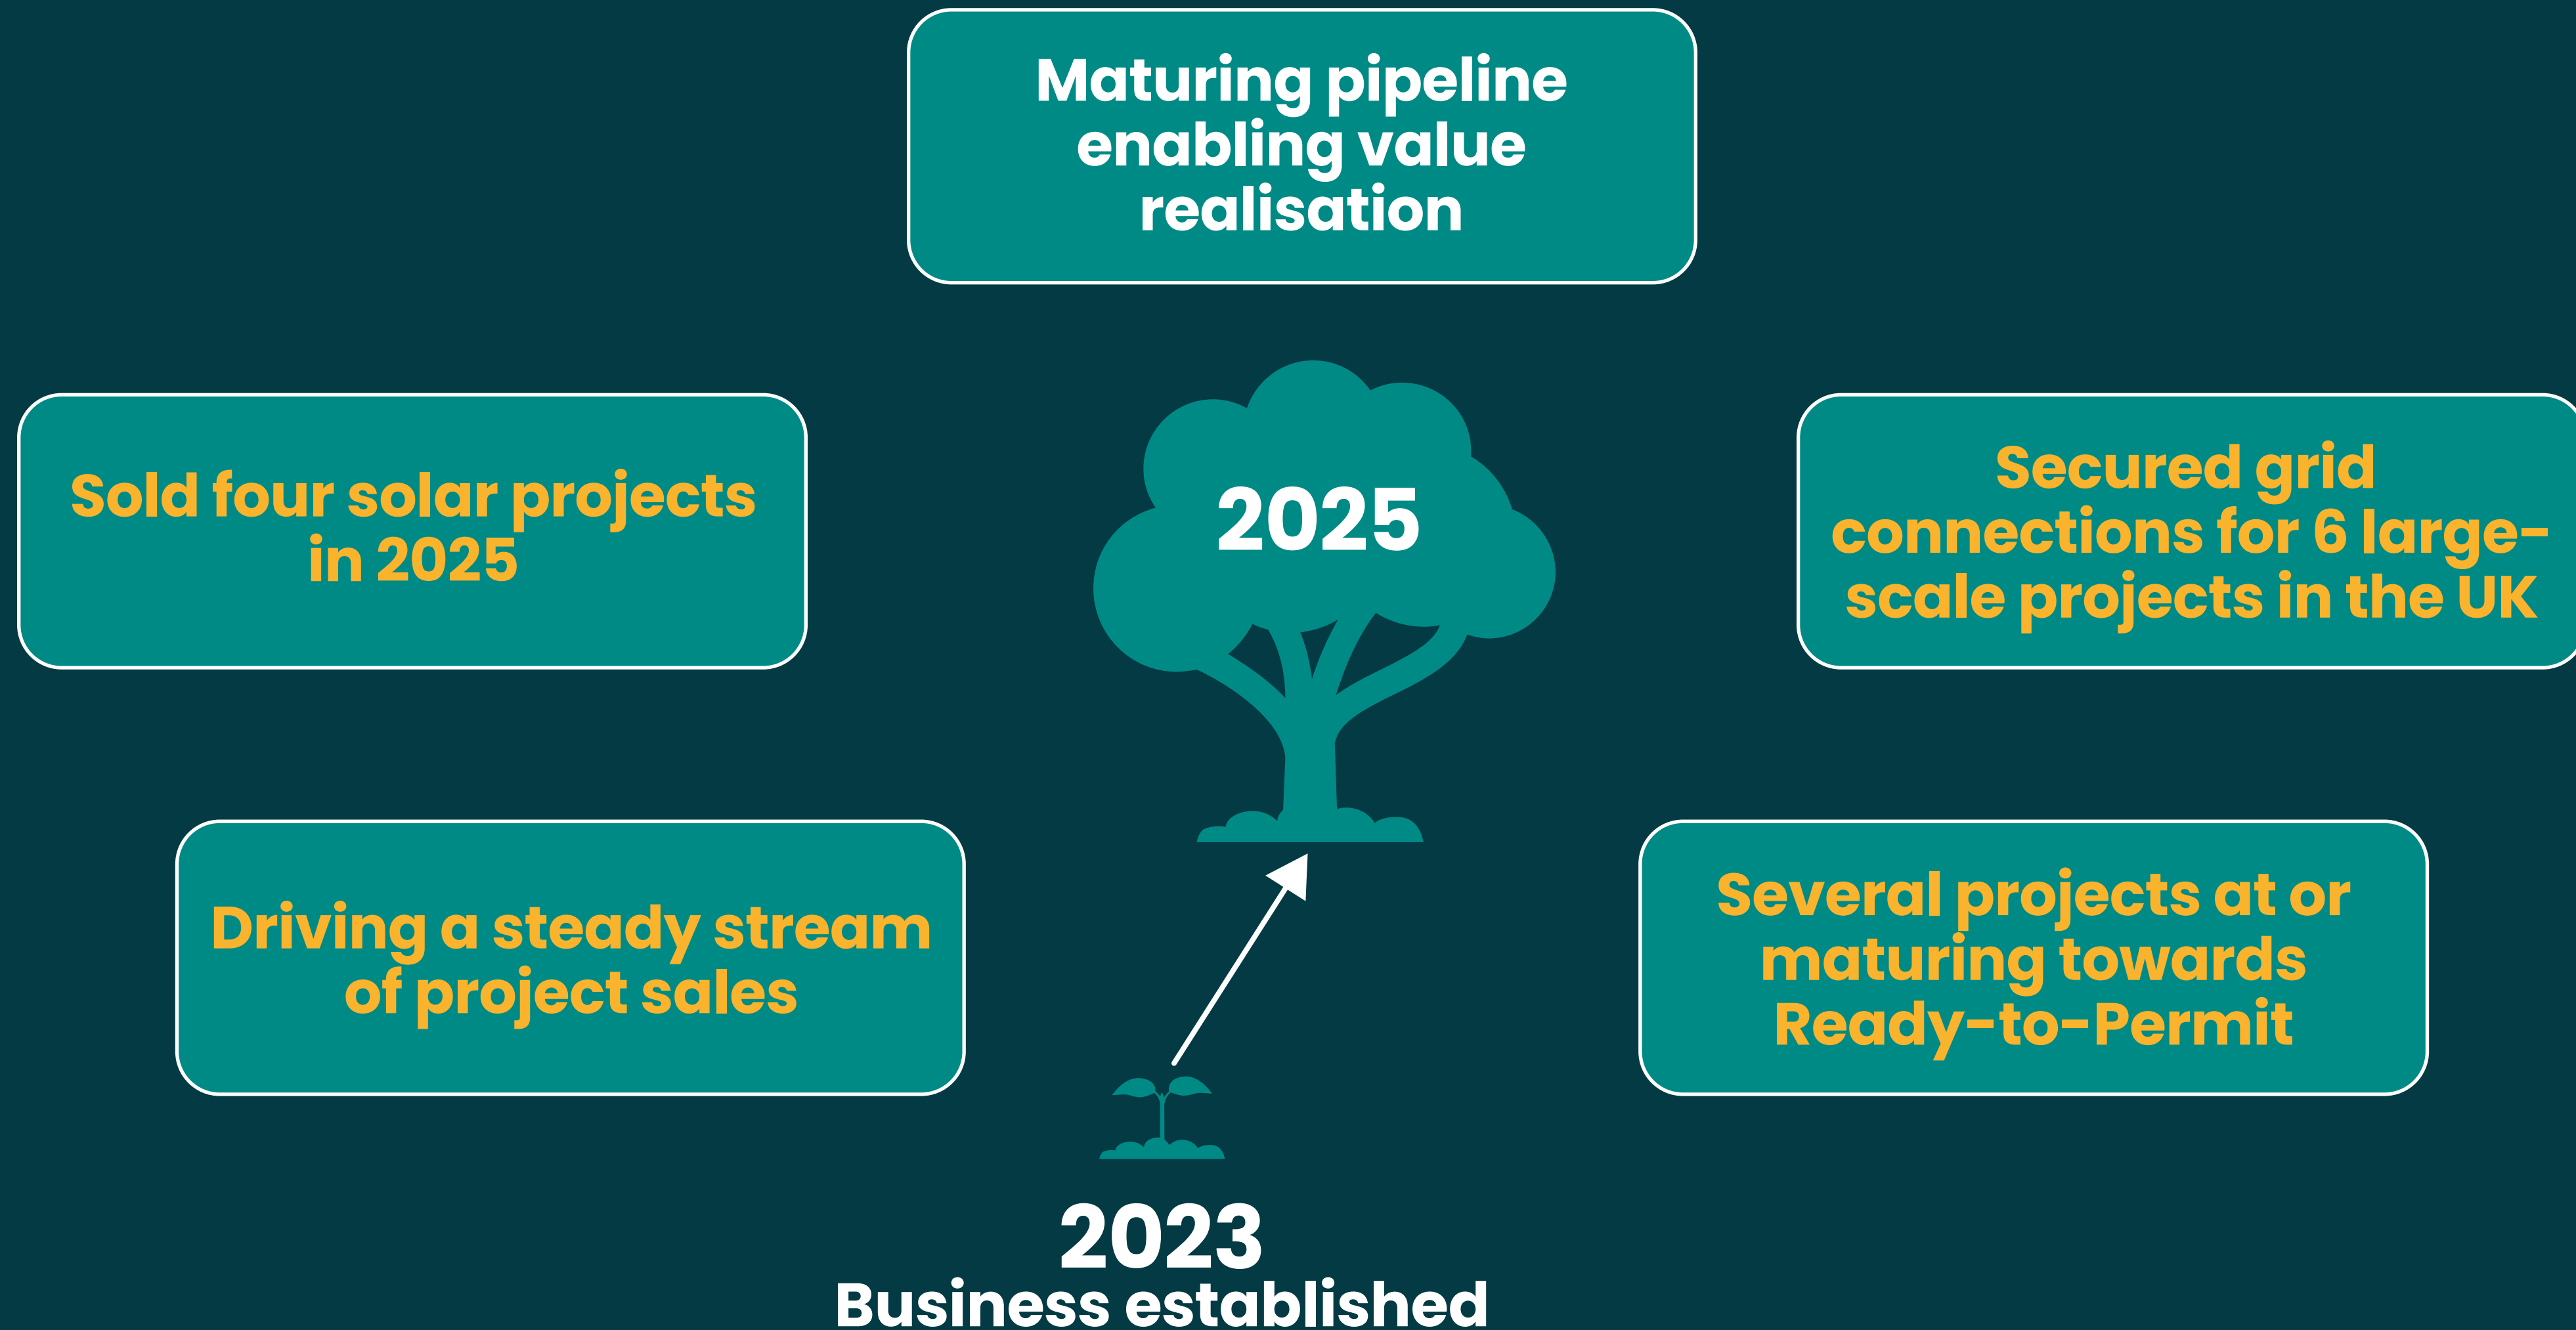 Maturing pipeline
enabling value
realisation
Sold four solar projects
in 2025
2025
Secured grid
connections for 6 large-
scale projects in the UK
Driving a steady stream
of project sales
Several projects at or
maturing towards
Ready-to-Permit
2023
Business established